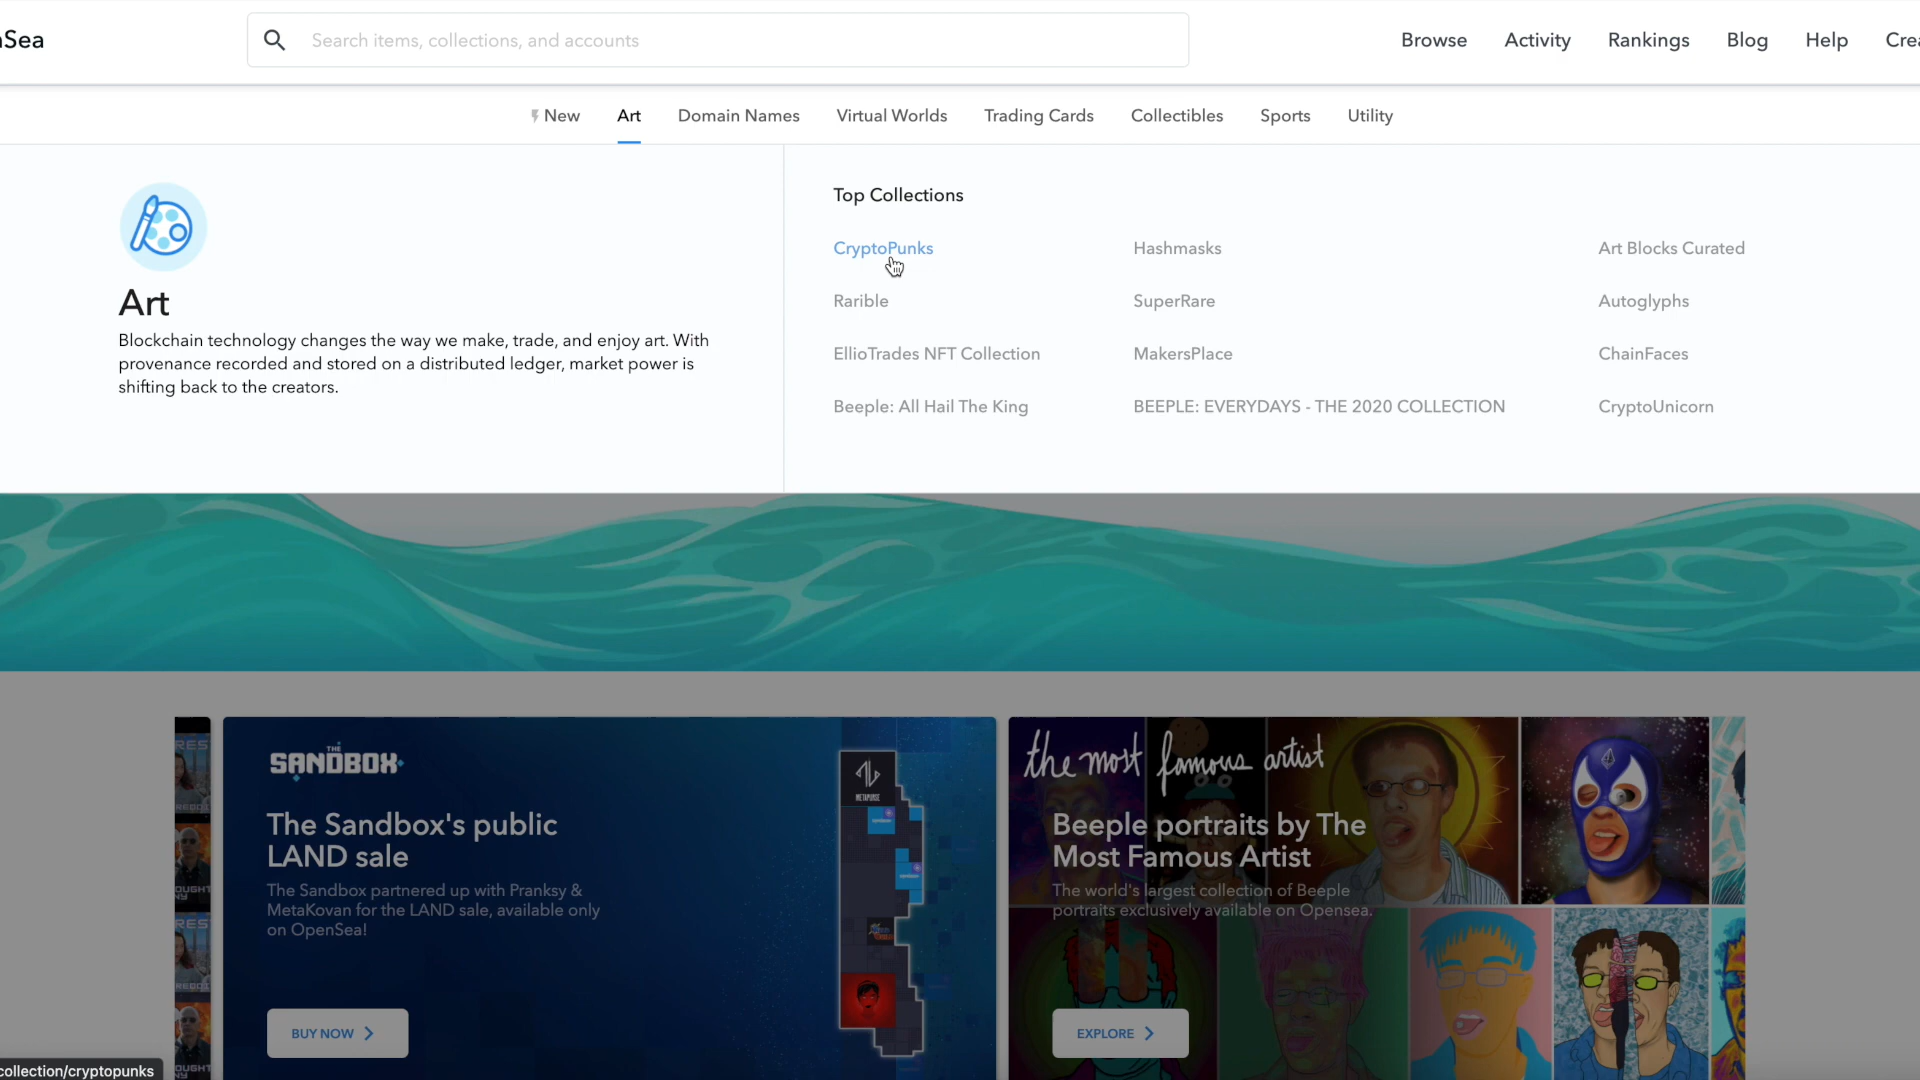 Sea
Search items, collections, and accounts
Browse
Activity
Rankings
Blog
Help
Crea
New
Art
Domain Names
Virtual Worlds
Trading Cards
Collectibles
Sports
Utility
Art
Blockchain technology changes the way we make, trade, and enjoy art. With
provenance recorded and stored on a distributed ledger, market power is
shifting back to the creators.
Top Collections
CryptoPunks
Hashmasks
Art Blocks Curated
Rarible
SuperRare
Autoglyphs
EllioTrades NFT Collection
MakersPlace
ChainFaces
Beeple: All Hail The King
BEEPLE: EVERYDAYS - THE 2020 COLLECTION
CryptoUnicorn
THE
SANDBOX
The Sandbox's public
LAND sale
The Sandbox partnered up with Pranksy &
MetaKovan for the LAND sale, available only
on OpenSea!
BUY NOW
METAPURSE
the most famous artist
Beeple portraits by The
Most Famous Artist
The world's largest collection of Beeple
portraits exclusively available on Opensea.
EXPLORE
collection/cryptopunks